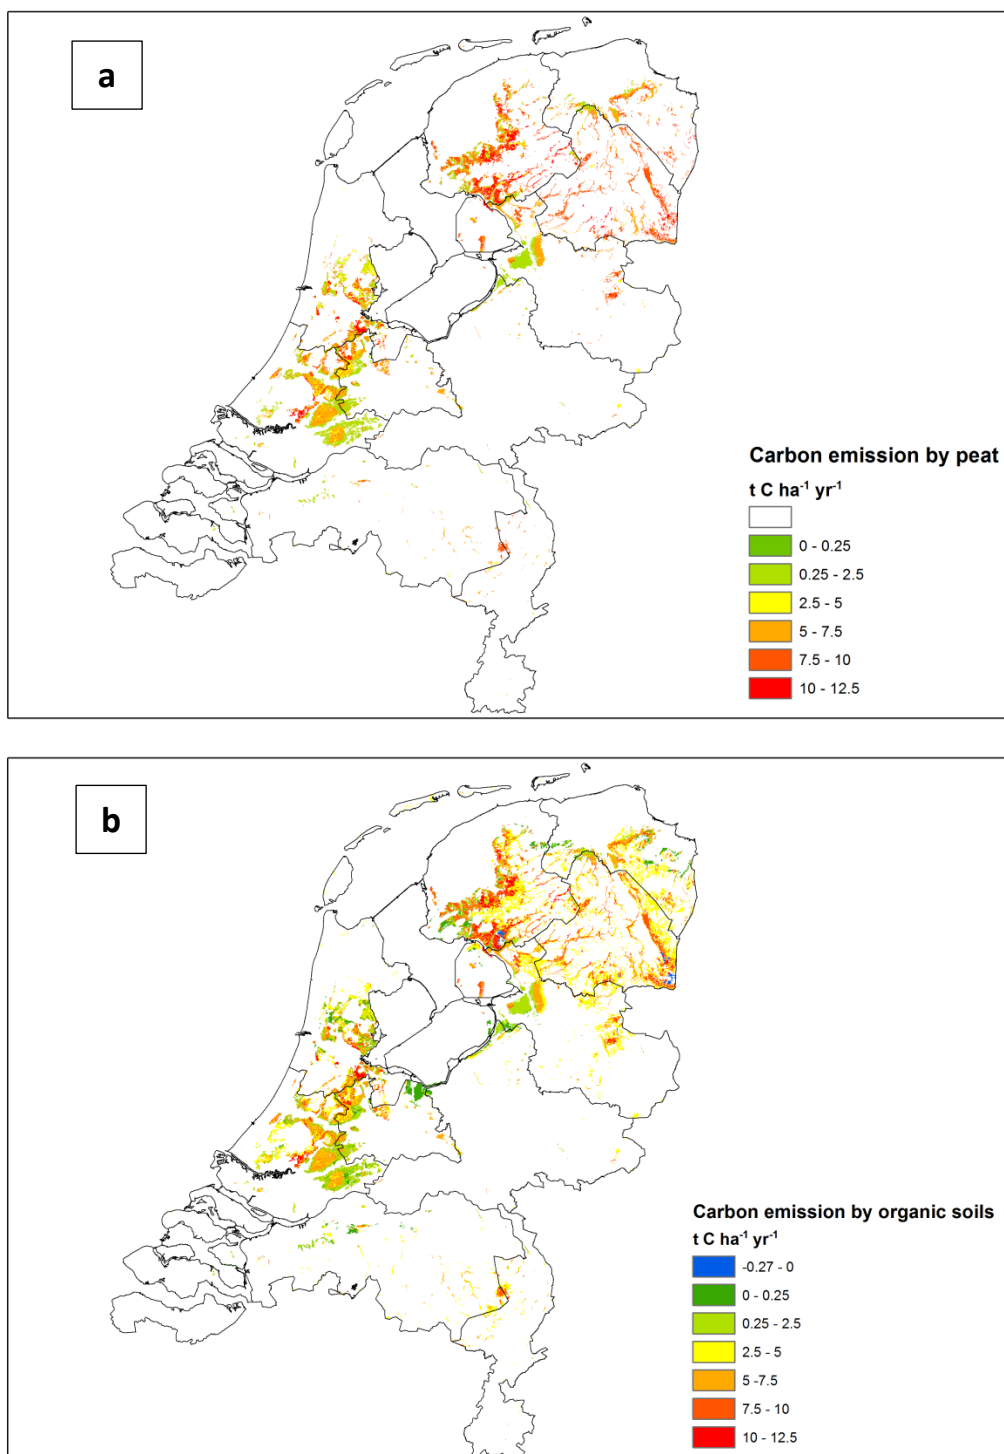 a
Carbon emission by peat
t C ha⁻¹ yr⁻¹
0 - 0.25
0.25 - 2.5
2.5 - 5
5 - 7.5
7.5 - 10
10 - 12.5
b
Carbon emission by organic soils
t C ha⁻¹ yr⁻¹
-0.27 - 0
0 - 0.25
0.25 - 2.5
2.5 - 5
5 -7.5
7.5 - 10
10 - 12.5